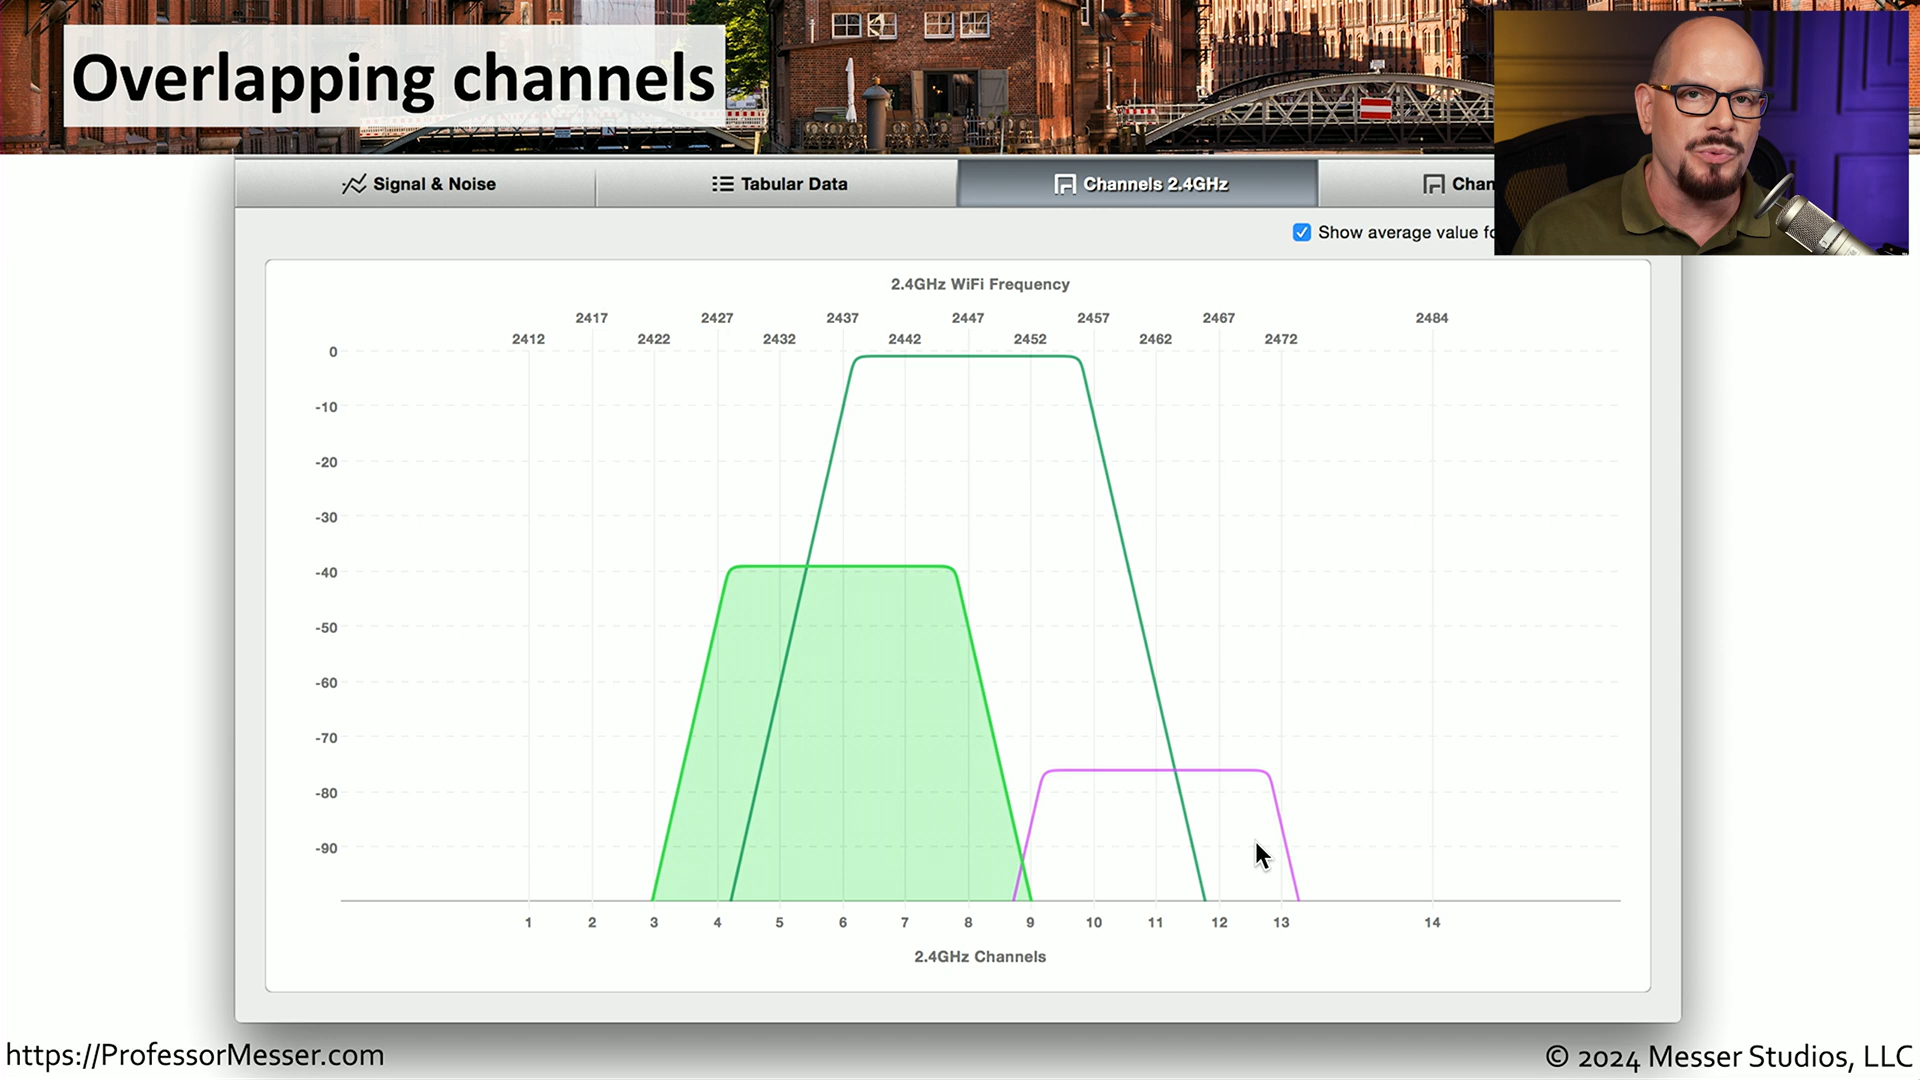 Overlapping channels
Signal & Noise
Tabular Data
Channels 2.4GHz
Chan
Show average value fo
2.4GHz WiFi Frequency
2417 2427 2437 2447 2457 2467 2484
2412 2422 2432 2442 2452 2462 2472
0
-10
-20
-30
-40
-50
-60
-70
-80
-90
1 2 3 4 5 6 7 8 9 10 11 12 13 14
2.4GHz Channels
https://ProfessorMesser.com
© 2024 Messer Studios, LLC